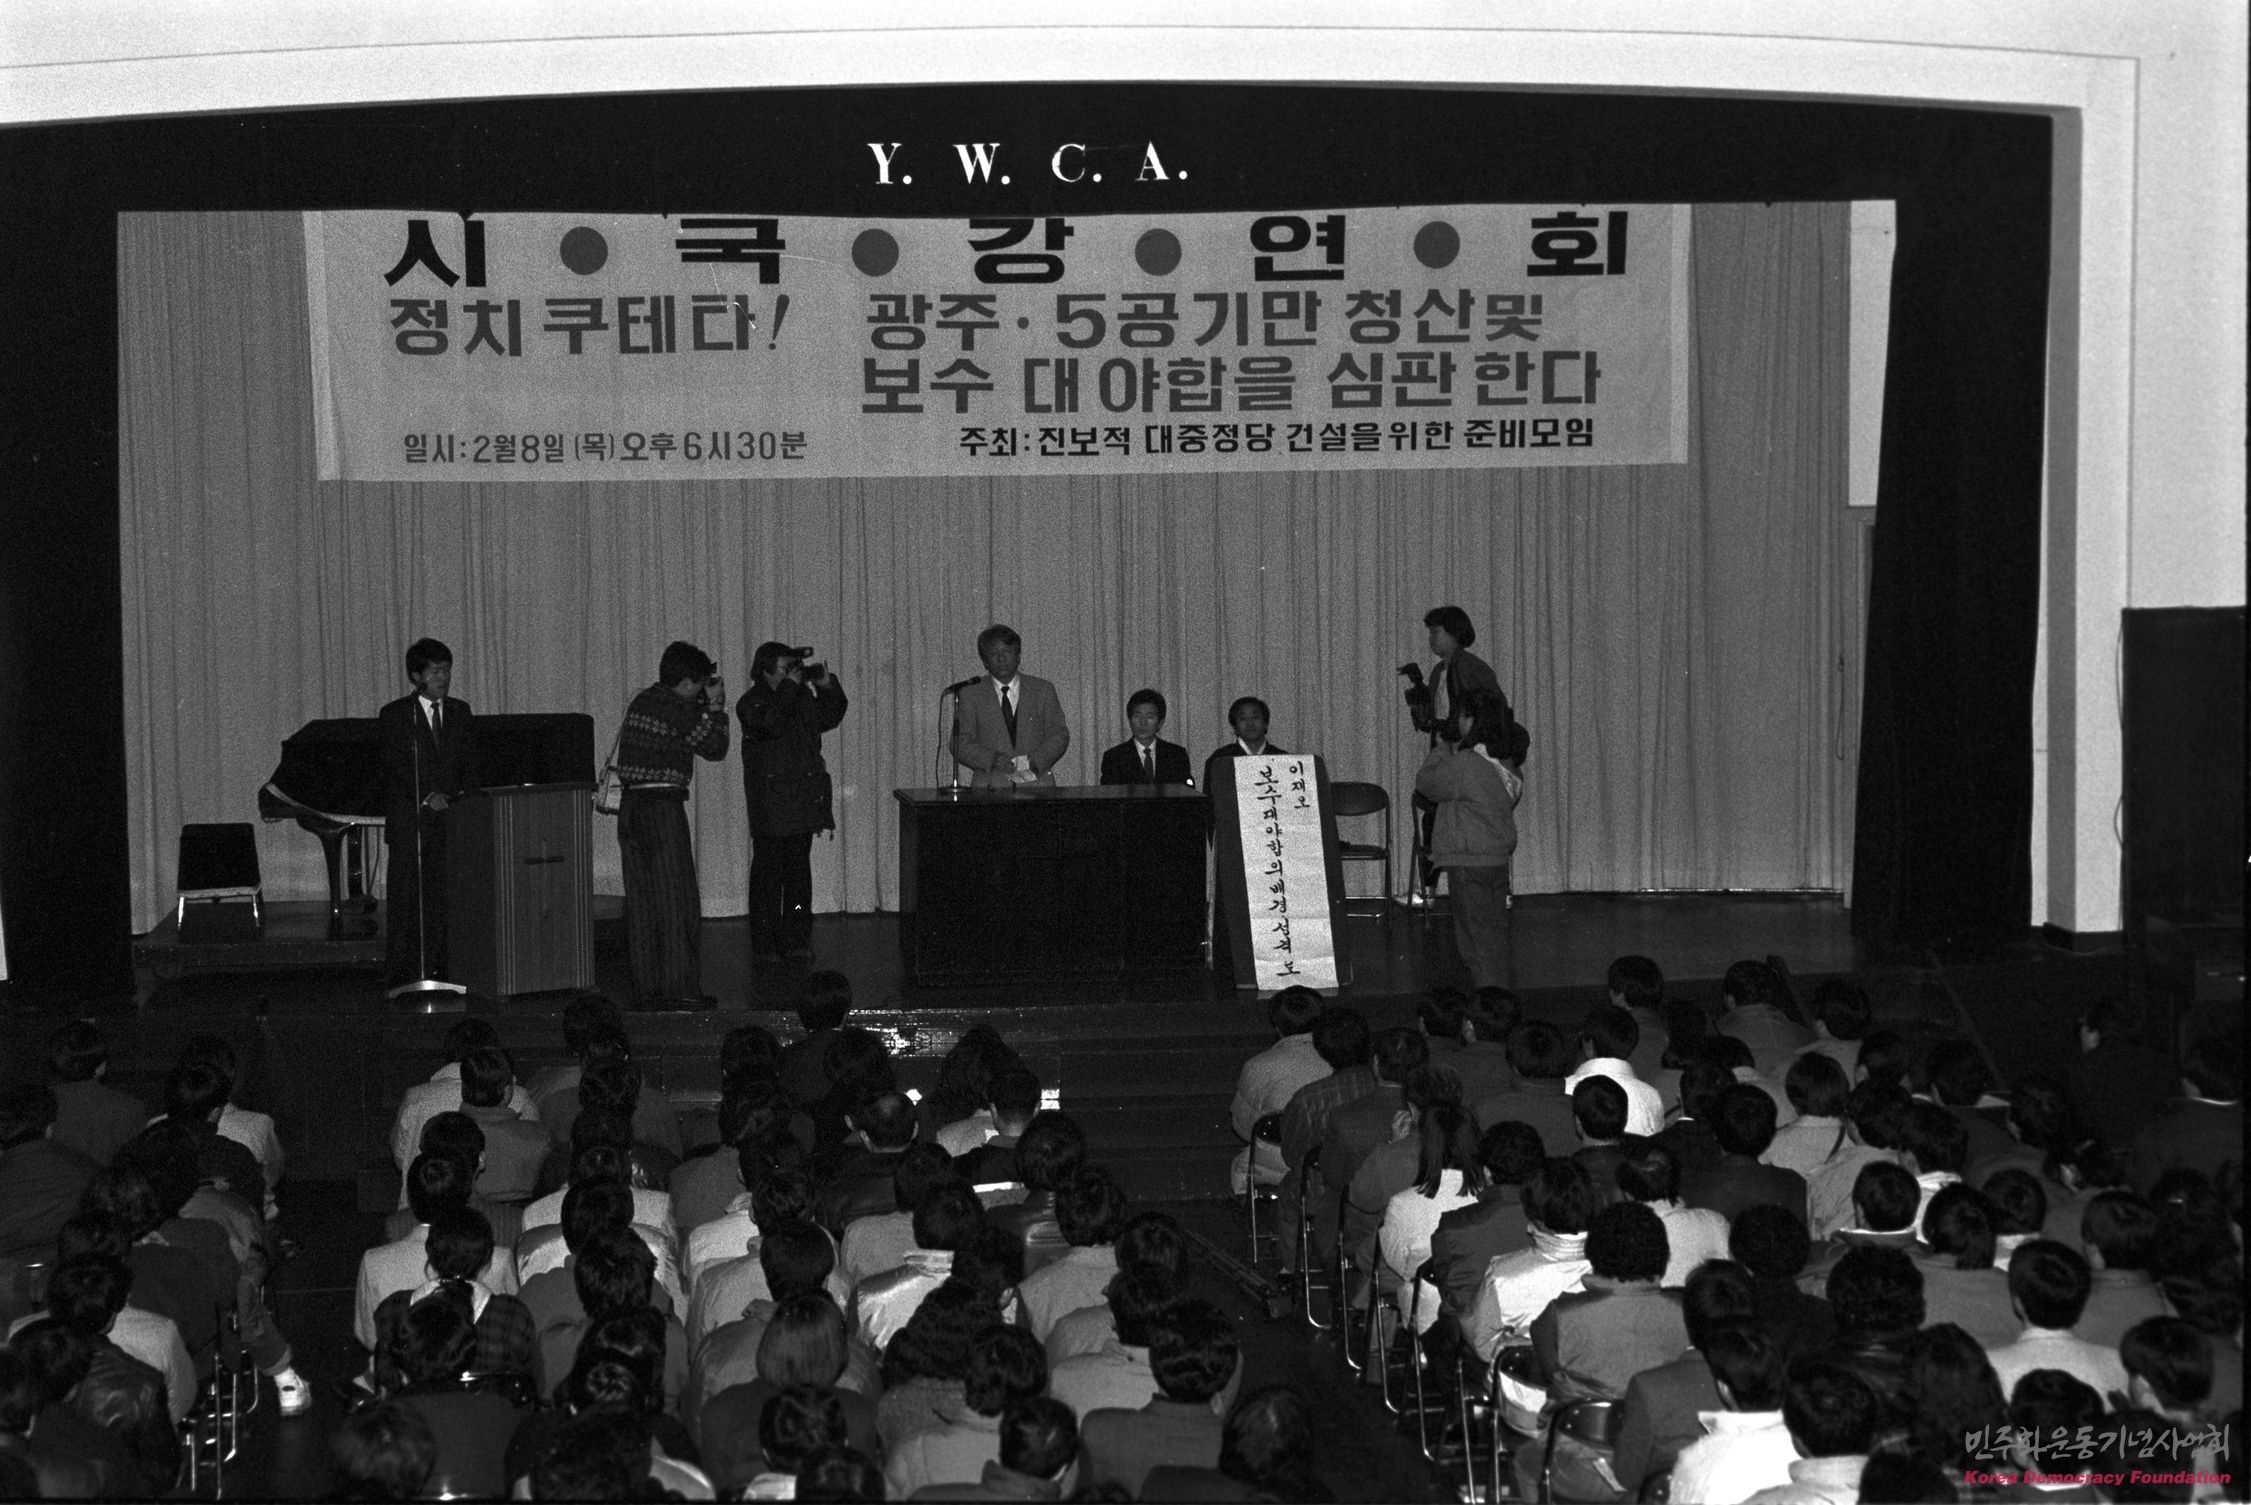 Y. W. C. A.
시 ● 국 ● 강 ● 연 ● 회
정치 쿠테타! 광주·5공기만 청산및
보수 대야합을 심판한다
일시:2월8일(목)오후6시30분
주최:진보적 대중정당 건설을위한 준비모임
이재오
보수대야합의 배경
민주화운동기념사업회
Korea Democracy Foundation